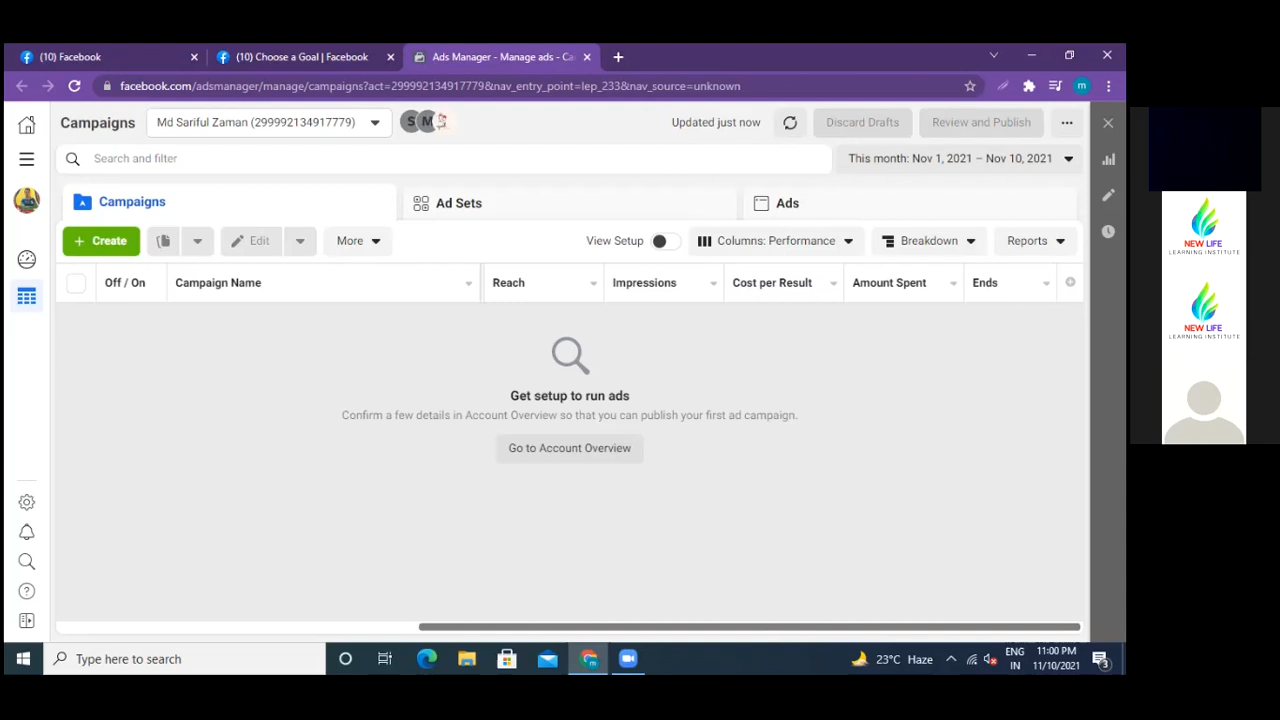 (10) Facebook
(10) Choose a Goal | Facebook
Ads Manager - Manage ads - Ca
facebook.com/adsmanager/manage/campaigns?act=299992134917779&nav_entry_point=lep_233&nav_source=unknown
m
Campaigns
Md Sariful Zaman (299992134917779)
S M
Updated just now
Discard Drafts
Review and Publish
Search and filter
This month: Nov 1, 2021 – Nov 10, 2021
Campaigns
Ad Sets
Ads
+ Create
Edit
More
View Setup
Columns: Performance
Breakdown
Reports
Off / On
Campaign Name
Reach
Impressions
Cost per Result
Amount Spent
Ends
Get setup to run ads
Confirm a few details in Account Overview so that you can publish your first ad campaign.
Go to Account Overview
NEW LIFE
LEARNING INSTITUTE
NEW LIFE
LEARNING INSTITUTE
Type here to search
23°C Haze
ENG
IN
11:00 PM
11/10/2021
3